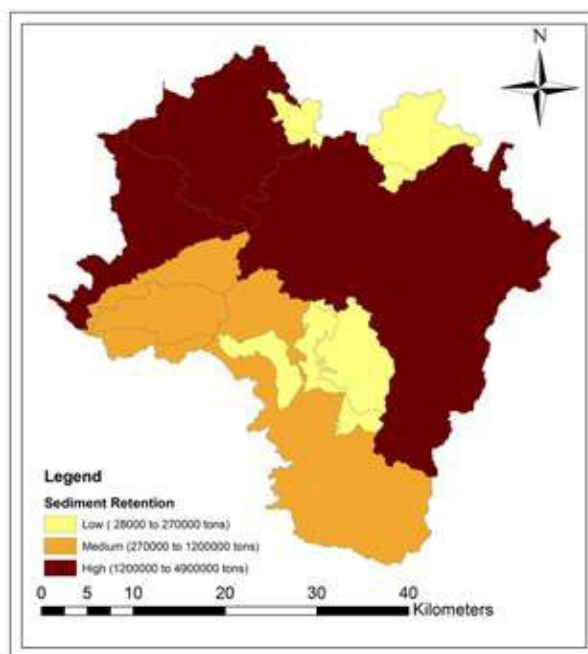 N
Legend
Sediment Retention
Low ( 28000 to 270000 tons)
Medium (270000 to 1200000 tons)
High (1200000 to 4900000 tons)
0 5 10 20 30 40
Kilometers